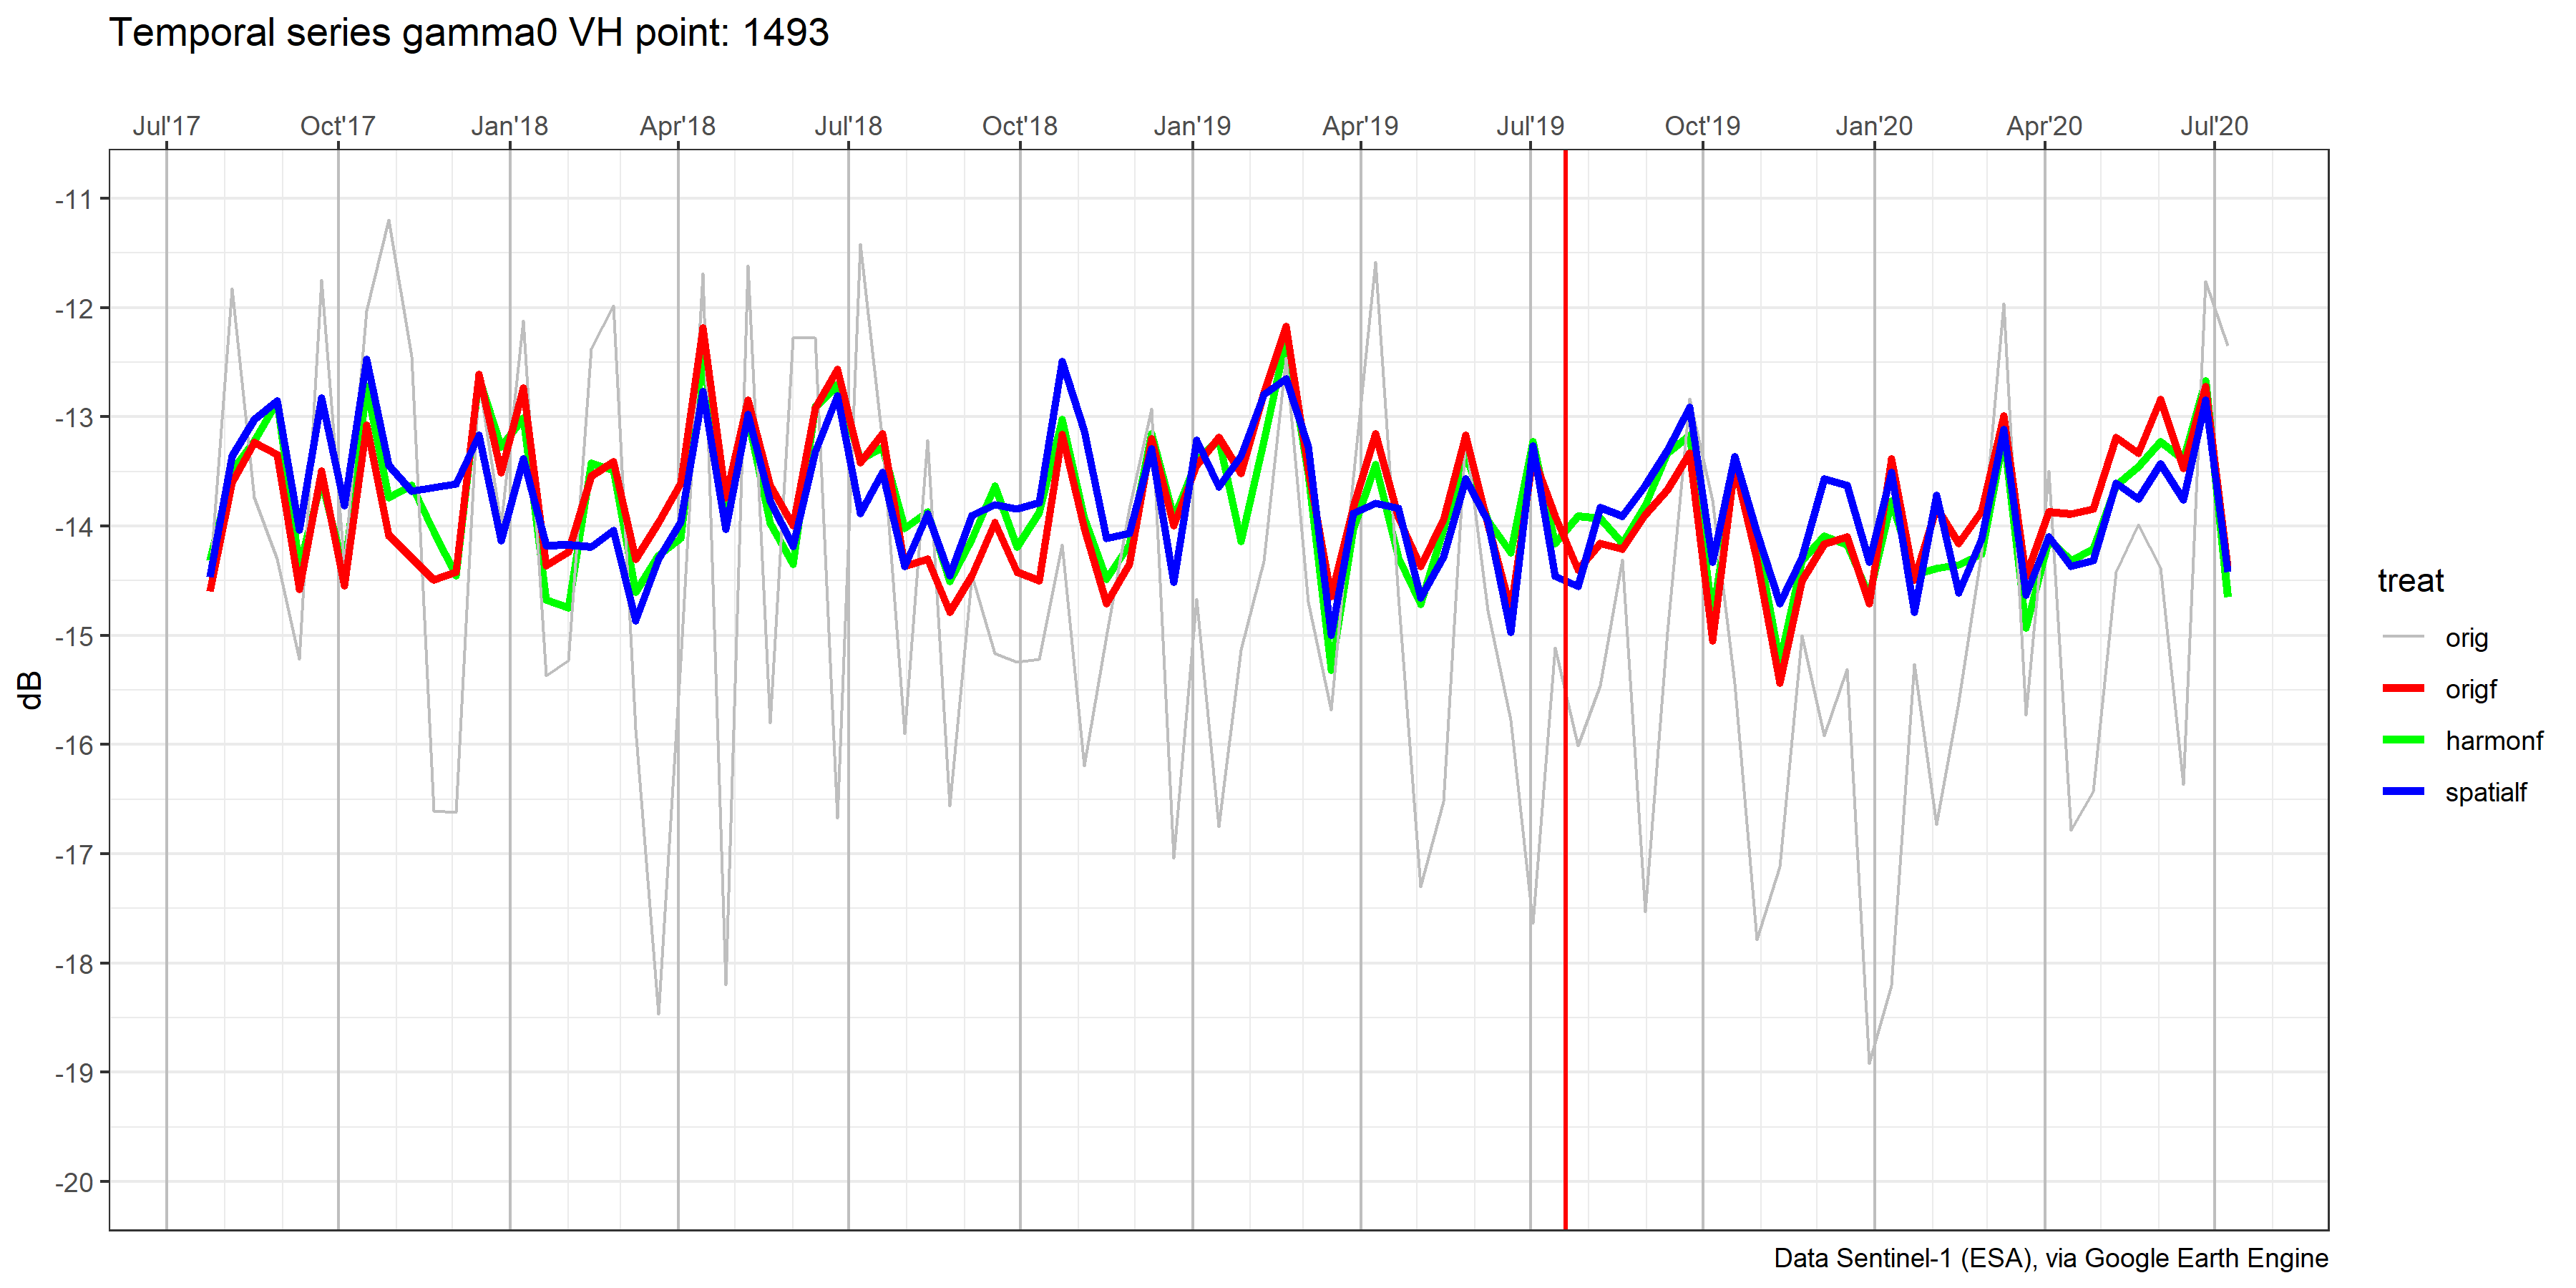 Temporal series gamma0 VH point: 1493
Jul'17 Oct'17 Jan'18 Apr'18 Jul'18 Oct'18 Jan'19 Apr'19 Jul'19 Oct'19 Jan'20 Apr'20 Jul'20
-11
-12
-13
-14
-15
-16
-17
-18
-19
-20
dB
treat
orig
origf
harmonf
spatialf
Data Sentinel-1 (ESA), via Google Earth Engine